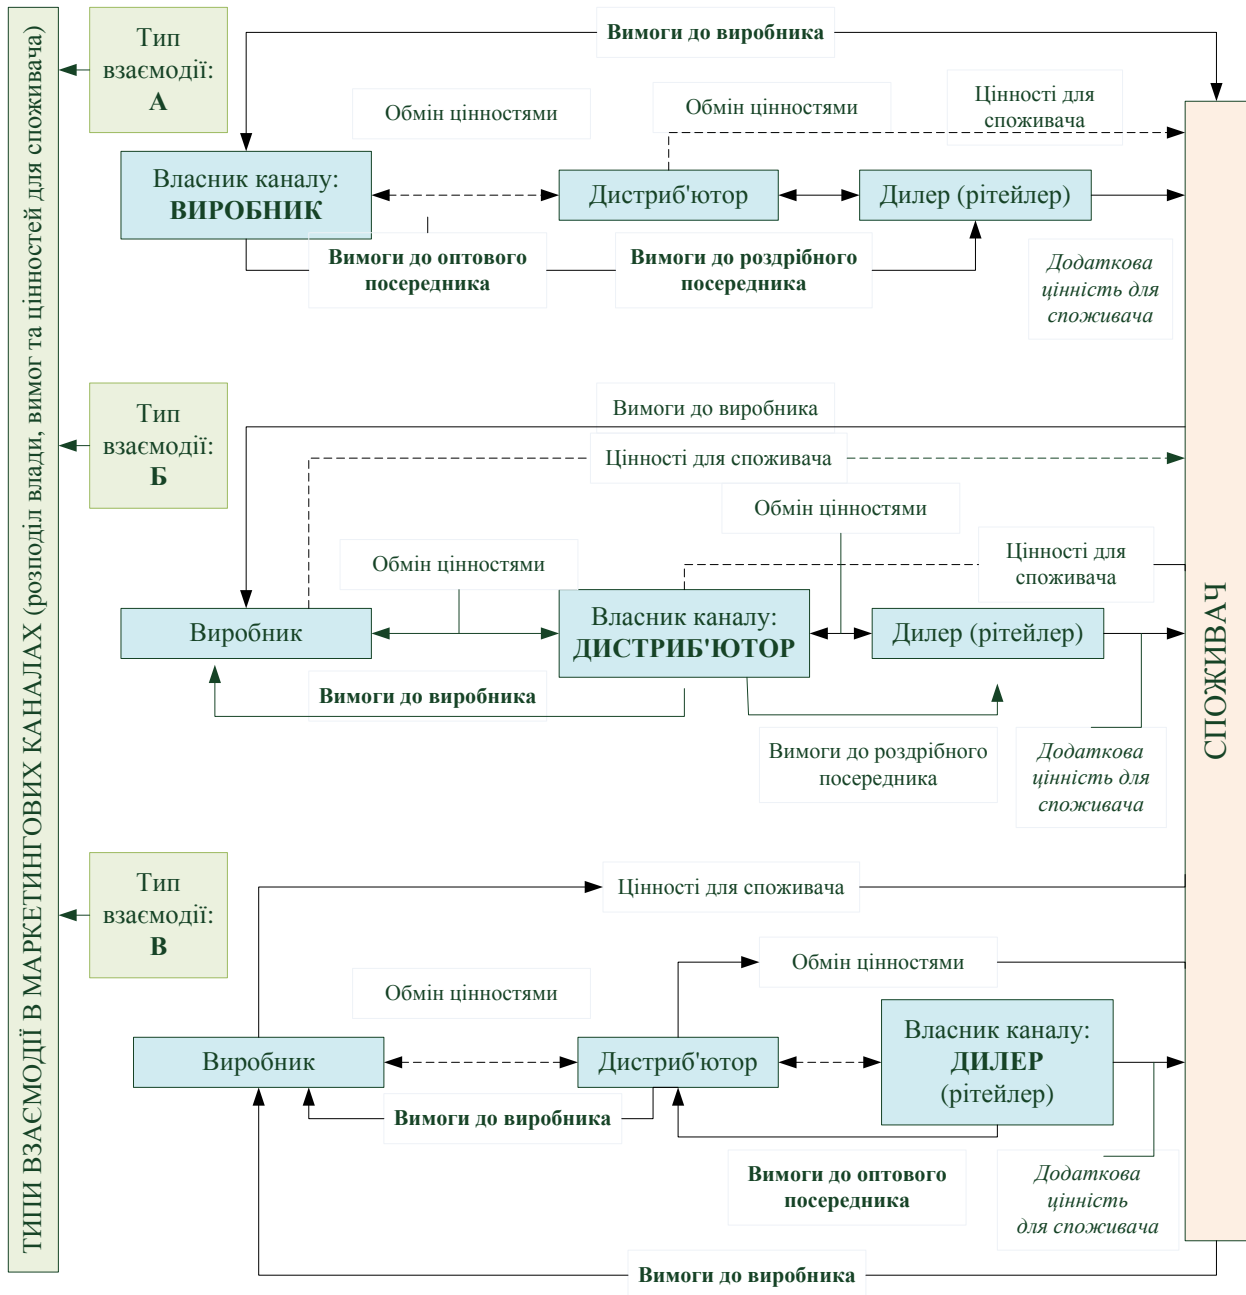 ТИПИ ВЗАЄМОДІЇ В МАРКЕТИНГОВИХ КАНАЛАХ (розподіл влади, вимог та цінностей для споживача)
Тип
взаємодії:
А
Вимоги до виробника
Обмін цінностями
Обмін цінностями
Цінності для
споживача
Власник каналу:
ВИРОБНИК
Дистриб'ютор
Дилер (рітейлер)
Вимоги до оптового
посередника
Вимоги до роздрібного
посередника
Додаткова
цінність для
споживача
Тип
взаємодії:
Б
Вимоги до виробника
Цінності для споживача
Обмін цінностями
Обмін цінностями
Цінності для
споживача
Виробник
Власник каналу:
ДИСТРИБ'ЮТОР
Дилер (рітейлер)
Вимоги до виробника
Вимоги до роздрібного
посередника
Додаткова
цінність для
споживача
СПОЖИВАЧ
Тип
взаємодії:
В
Цінності для споживача
Обмін цінностями
Обмін цінностями
Виробник
Дистриб'ютор
Власник каналу:
ДИЛЕР
(рітейлер)
Вимоги до виробника
Вимоги до оптового
посередника
Додаткова
цінність
для споживача
Вимоги до виробника